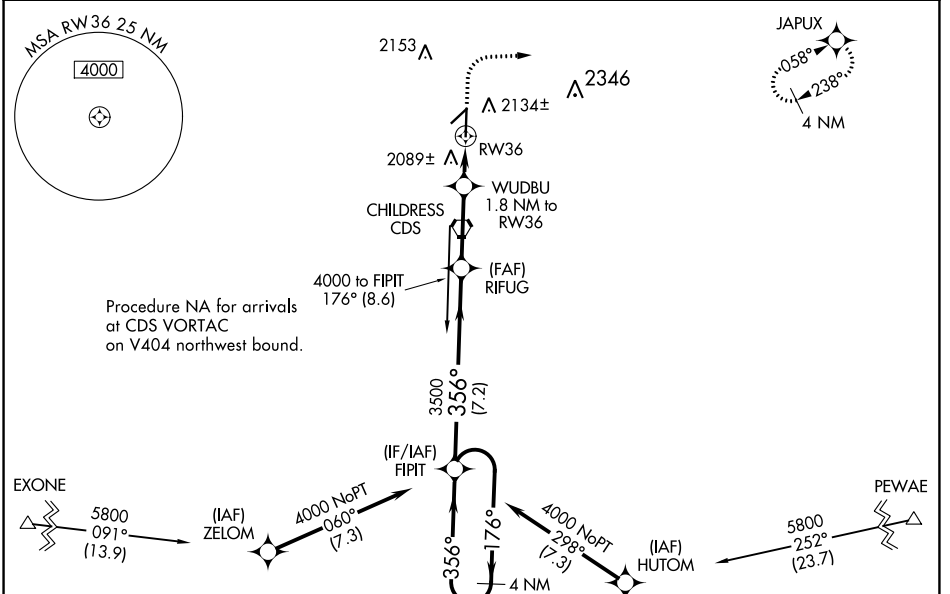 MSA RW36 25 NM
4000
2153
2346
2134±
RW36
2089±
WUDBU
1.8 NM to
RW36
JAPUX
058°
238°
4 NM
CHILDRESS
CDS
4000 to FIPIT
176° (8.6)
(FAF)
RIFUG
Procedure NA for arrivals
at CDS VORTAC
on V404 northwest bound.
3500
356°
(7.2)
(IF/IAF)
FIPIT
EXONE
5800
091°
(13.9)
(IAF)
ZELOM
4000 NoPT
060°
(7.3)
356°
176°
4 NM
4000 NoPT
298°
(7.3)
(IAF)
HUTOM
PEWAE
5800
252°
(23.7)